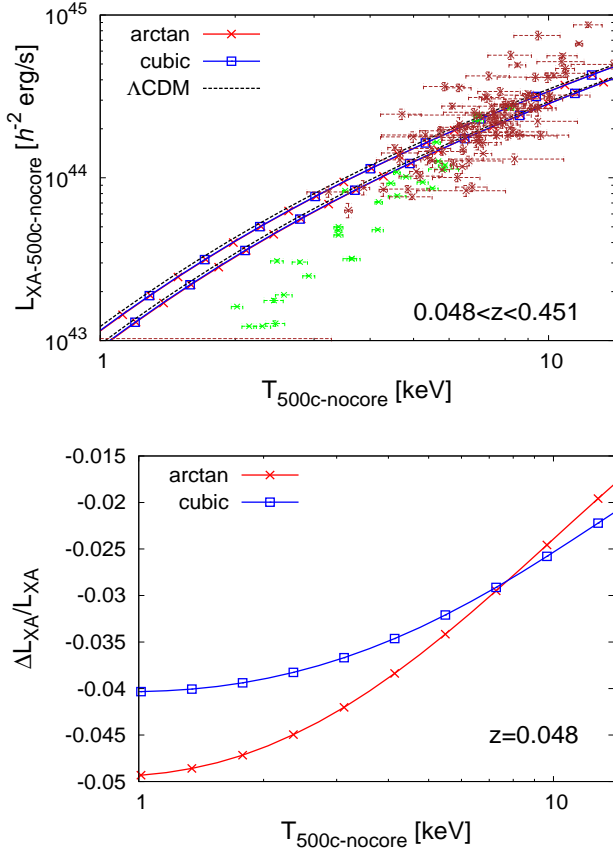 10^45
arctan
cubic
ΛCDM
L_XA-500c-nocore [ℏ^-2 erg/s]
10^44
0.048<z<0.451
10^43
1
10
T_500c-nocore [keV]
-0.015
arctan
cubic
-0.02
-0.025
ΔL_XA/L_XA
-0.03
-0.035
-0.04
-0.045
z=0.048
-0.05
1
10
T_500c-nocore [keV]